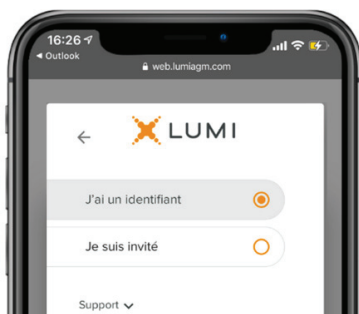 16:26
◀ Outlook
web.lumiagm.com
LUMI
J'ai un identifiant
Je suis invité
Support